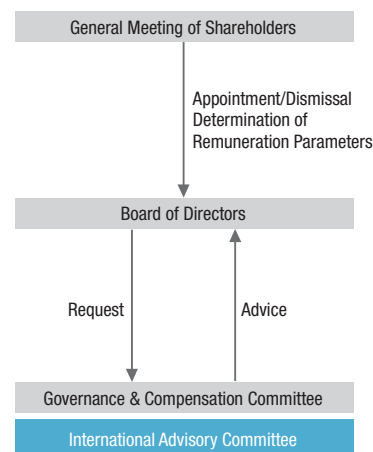 General Meeting of Shareholders
Appointment/Dismissal
Determination of
Remuneration Parameters
Board of Directors
Request
Advice
Governance & Compensation Committee
International Advisory Committee